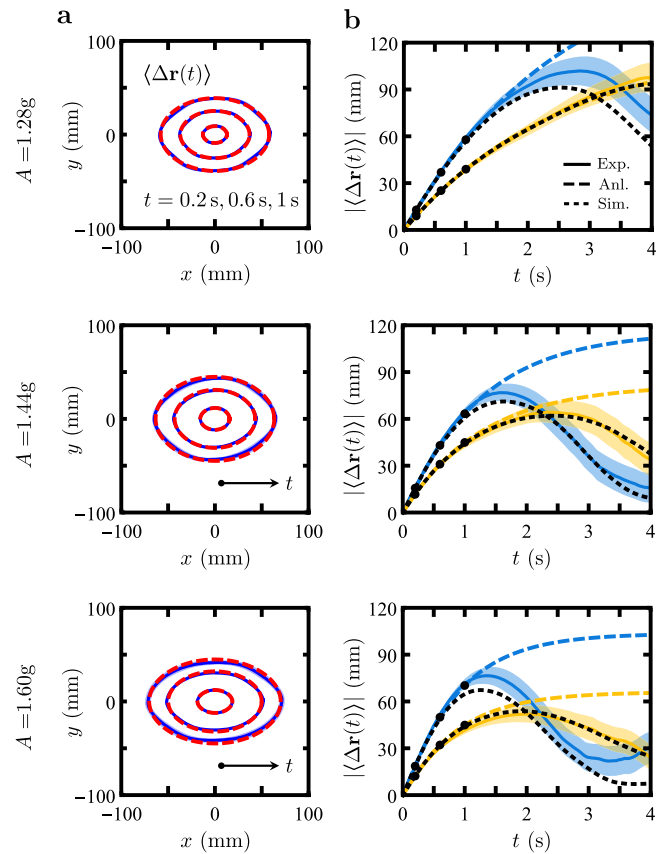 a
b
A =1.28g
100
0
−100
y (mm)
⟨Δr(t)⟩
t = 0.2 s, 0.6 s, 1 s
−100 0 100
x (mm)
120
90
60
30
0
|⟨Δr(t)⟩| (mm)
Exp.
Anl.
Sim.
0 1 2 3 4
t (s)
A =1.44g
100
0
−100
y (mm)
t
−100 0 100
x (mm)
120
90
60
30
0
|⟨Δr(t)⟩| (mm)
0 1 2 3 4
t (s)
A =1.60g
100
0
−100
y (mm)
t
−100 0 100
x (mm)
120
90
60
30
0
|⟨Δr(t)⟩| (mm)
0 1 2 3 4
t (s)